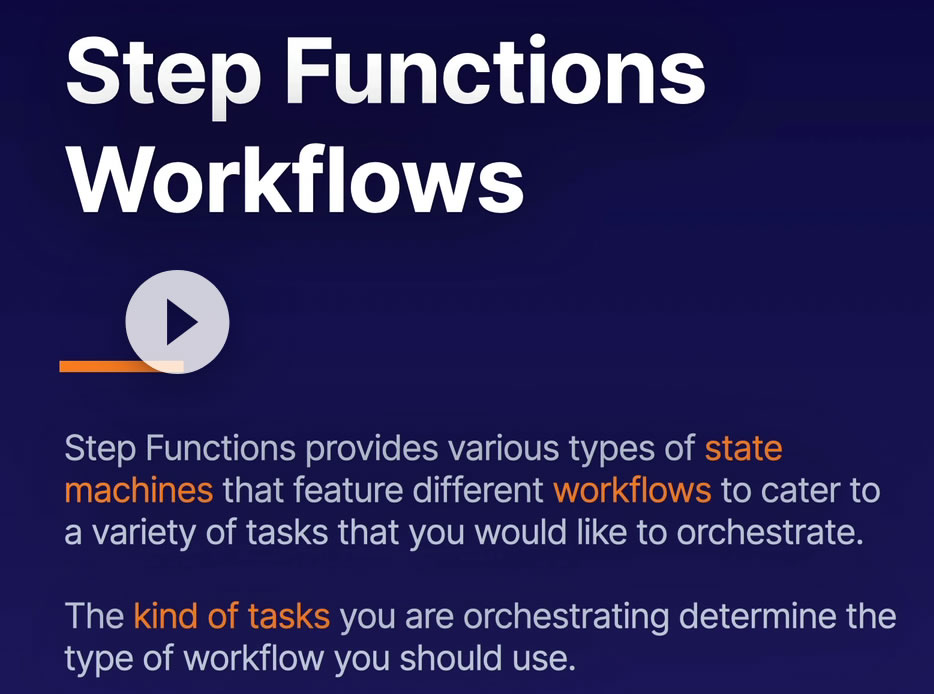 Step Functions
Workflows
Step Functions provides various types of state
machines that feature different workflows to cater to
a variety of tasks that you would like to orchestrate.
The kind of tasks you are orchestrating determine the
type of workflow you should use.